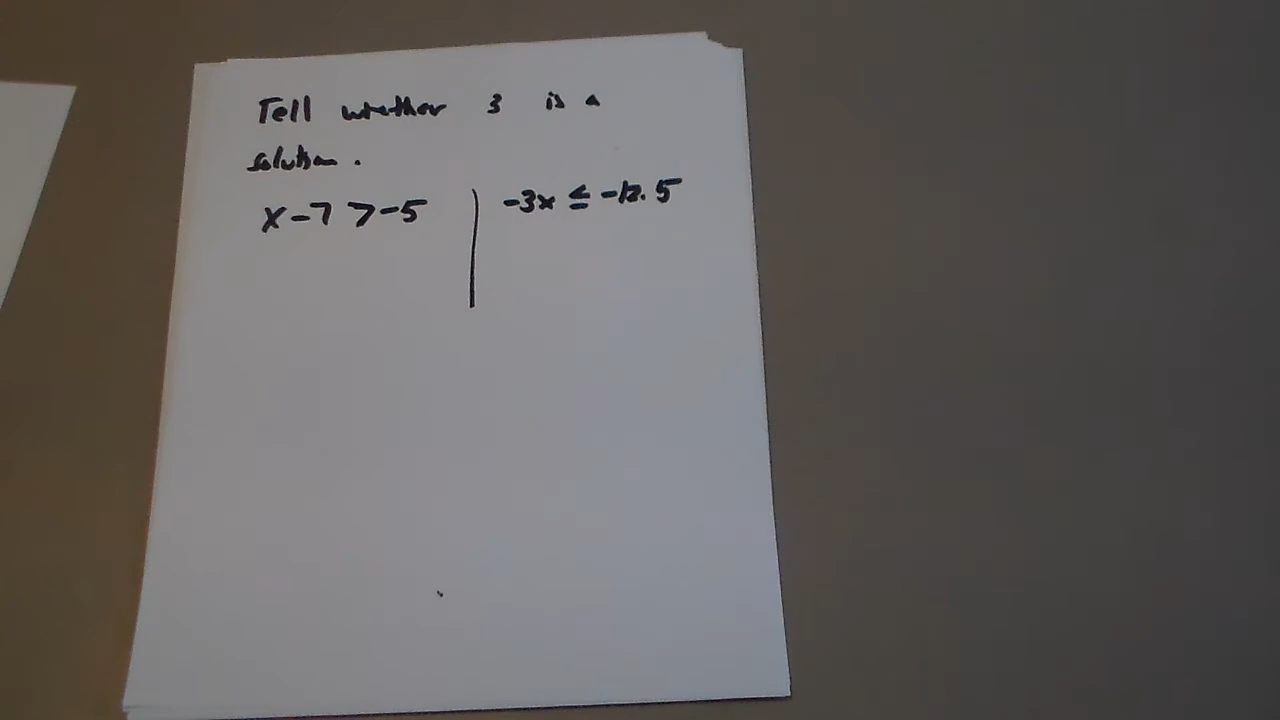 Tell whether 3 is a
solution.
x-7 >-5
-3x ≤ -12.5